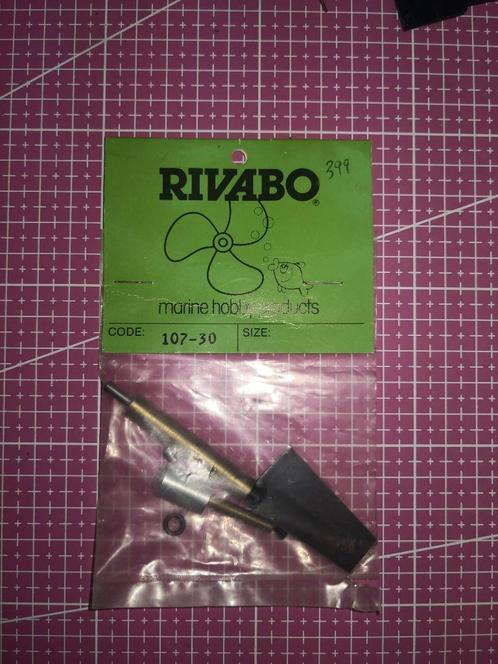 399
RIVABO®
marine hobby products
CODE: 107-30 SIZE: